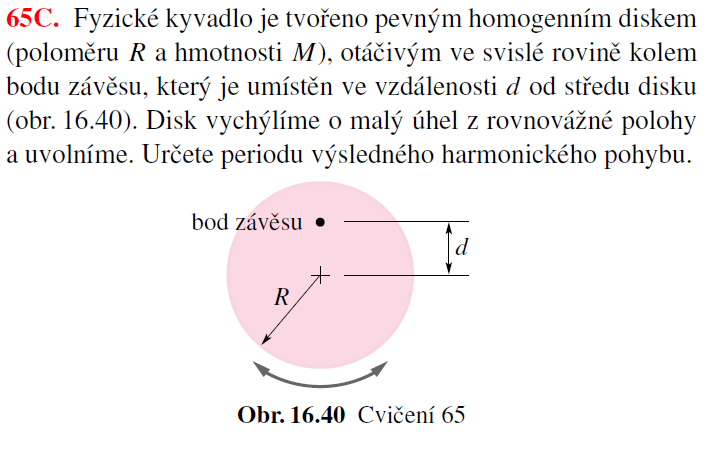 65C. Fyzické kyvadlo je tvořeno pevným homogenním diskem
(poloměru R a hmotnosti M), otáčivým ve svislé rovině kolem
bodu závěsu, který je umístěn ve vzdálenosti d od středu disku
(obr. 16.40). Disk vychýlíme o malý úhel z rovnovážné polohy
a uvolníme. Určete periodu výsledného harmonického pohybu.
bod závěsu
d
R
Obr. 16.40 Cvičení 65